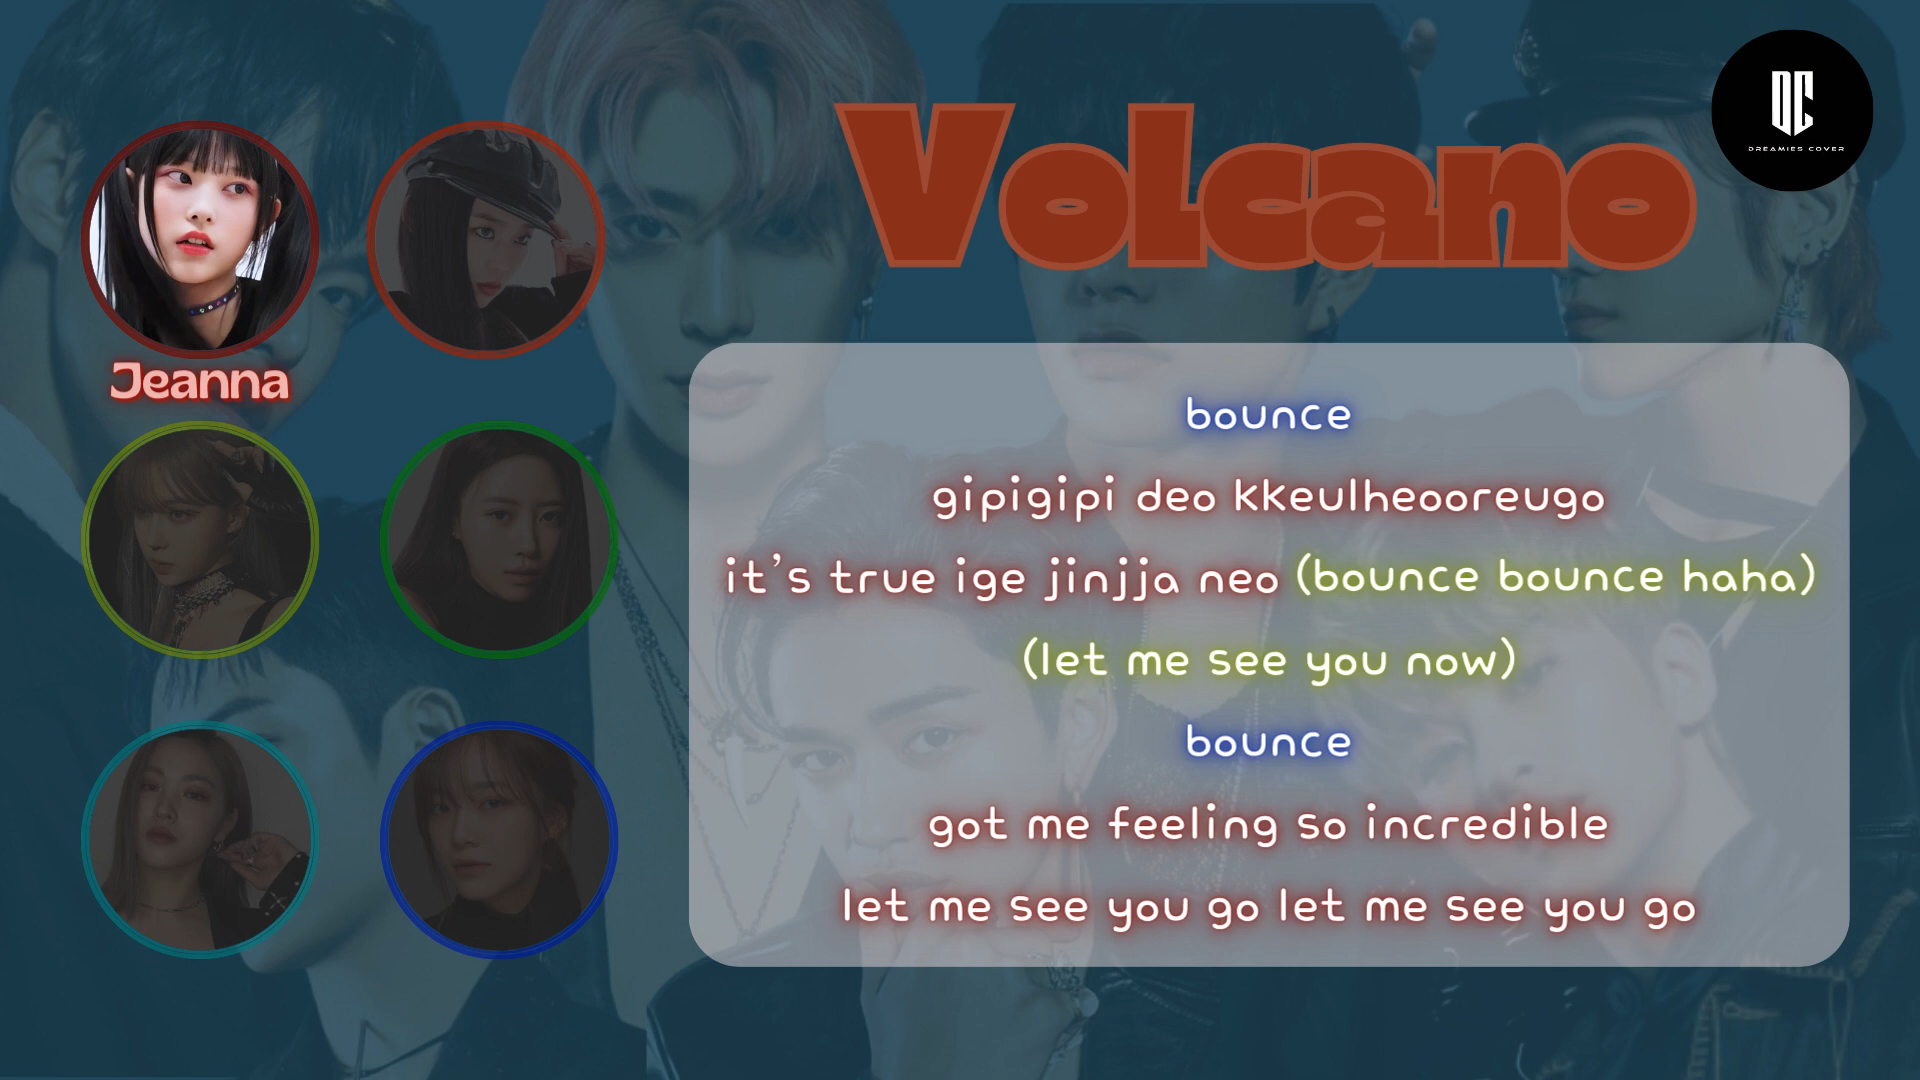 Volcano
DC
DREAMIES COVER
Jeanna
bounce
gipigipi deo kkeulheooreugo
it's true ige jinjja neo (bounce bounce haha)
(let me see you now)
bounce
got me feeling so incredible
let me see you go let me see you go